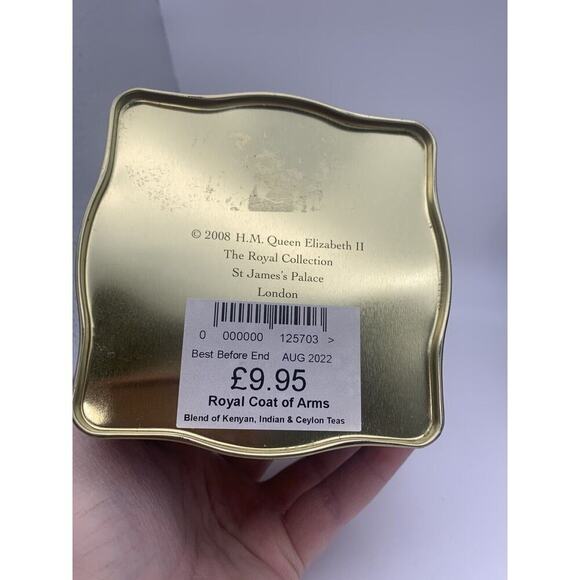 © 2008 H.M. Queen Elizabeth II
The Royal Collection
St James's Palace
London
0 000000 125703 >
Best Before End AUG 2022
£9.95
Royal Coat of Arms
Blend of Kenyan, Indian & Ceylon Teas